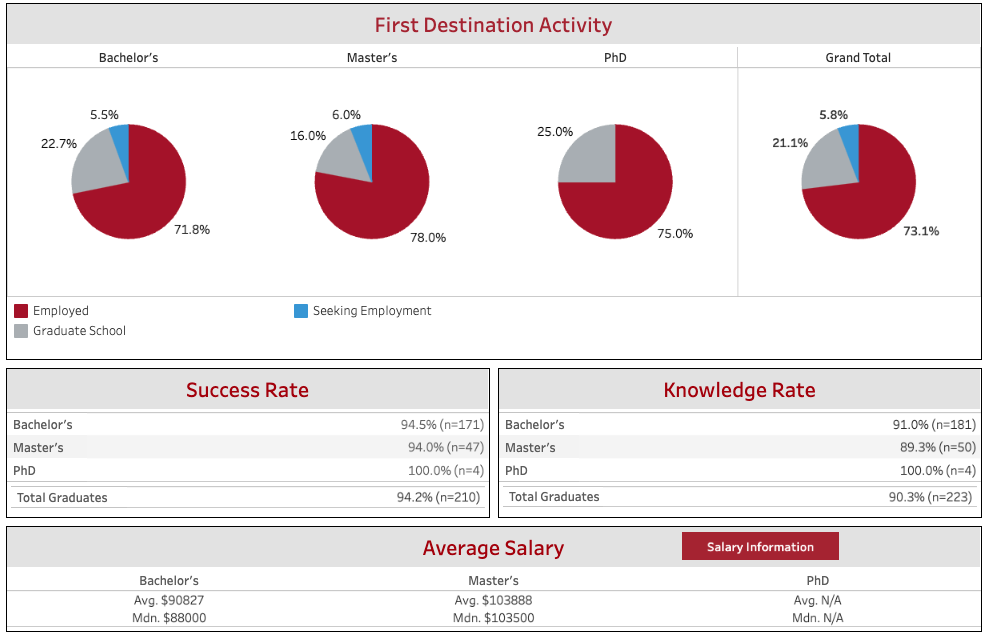 First Destination Activity
Bachelor's Master's PhD Grand Total
5.5% 6.0% 5.8%
22.7% 16.0% 25.0% 21.1%
71.8% 78.0% 75.0% 73.1%
Employed Seeking Employment
Graduate School
Success Rate
Bachelor's 94.5% (n=171)
Master's 94.0% (n=47)
PhD 100.0% (n=4)
Total Graduates 94.2% (n=210)
Knowledge Rate
Bachelor's 91.0% (n=181)
Master's 89.3% (n=50)
PhD 100.0% (n=4)
Total Graduates 90.3% (n=223)
Average Salary Salary Information
Bachelor's Master's PhD
Avg. $90827 Avg. $103888 Avg. N/A
Mdn. $88000 Mdn. $103500 Mdn. N/A